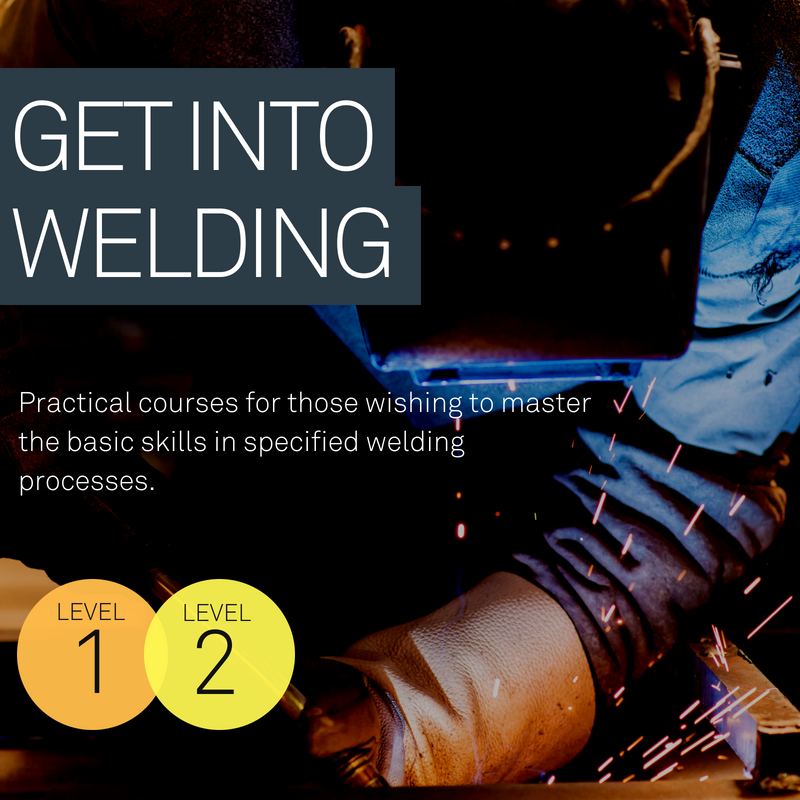 GET INTO
WELDING
Practical courses for those wishing to master
the basic skills in specified welding
processes.
LEVEL
1
LEVEL
2